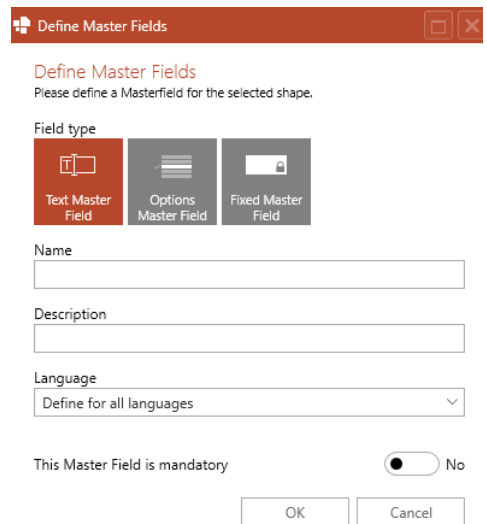 Define Master Fields
Define Master Fields
Please define a Masterfield for the selected shape.
Field type
Text Master
Field
Options
Master Field
Fixed Master
Field
Name
Description
Language
Define for all languages
This Master Field is mandatory
No
OK
Cancel